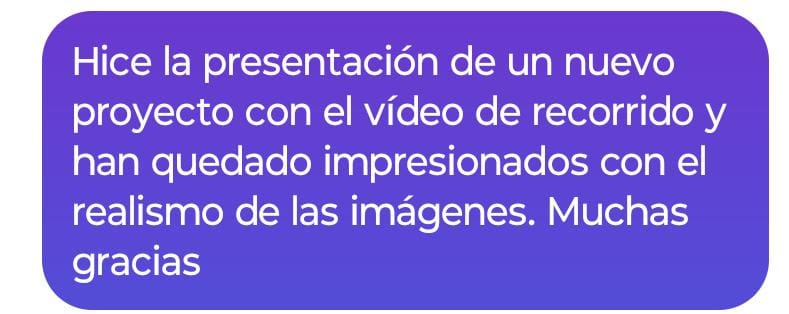 Hice la presentación de un nuevo
proyecto con el vídeo de recorrido y
han quedado impresionados con el
realismo de las imágenes. Muchas
gracias